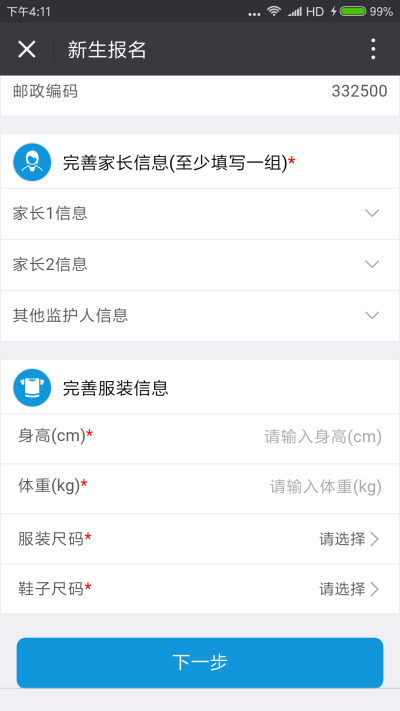 下午4:11 HD 99%
新生报名
邮政编码 332500
完善家长信息(至少填写一组)*
家长1信息
家长2信息
其他监护人信息
完善服装信息
身高(cm)* 请输入身高(cm)
体重(kg)* 请输入体重(kg)
服装尺码* 请选择
鞋子尺码* 请选择
下一步